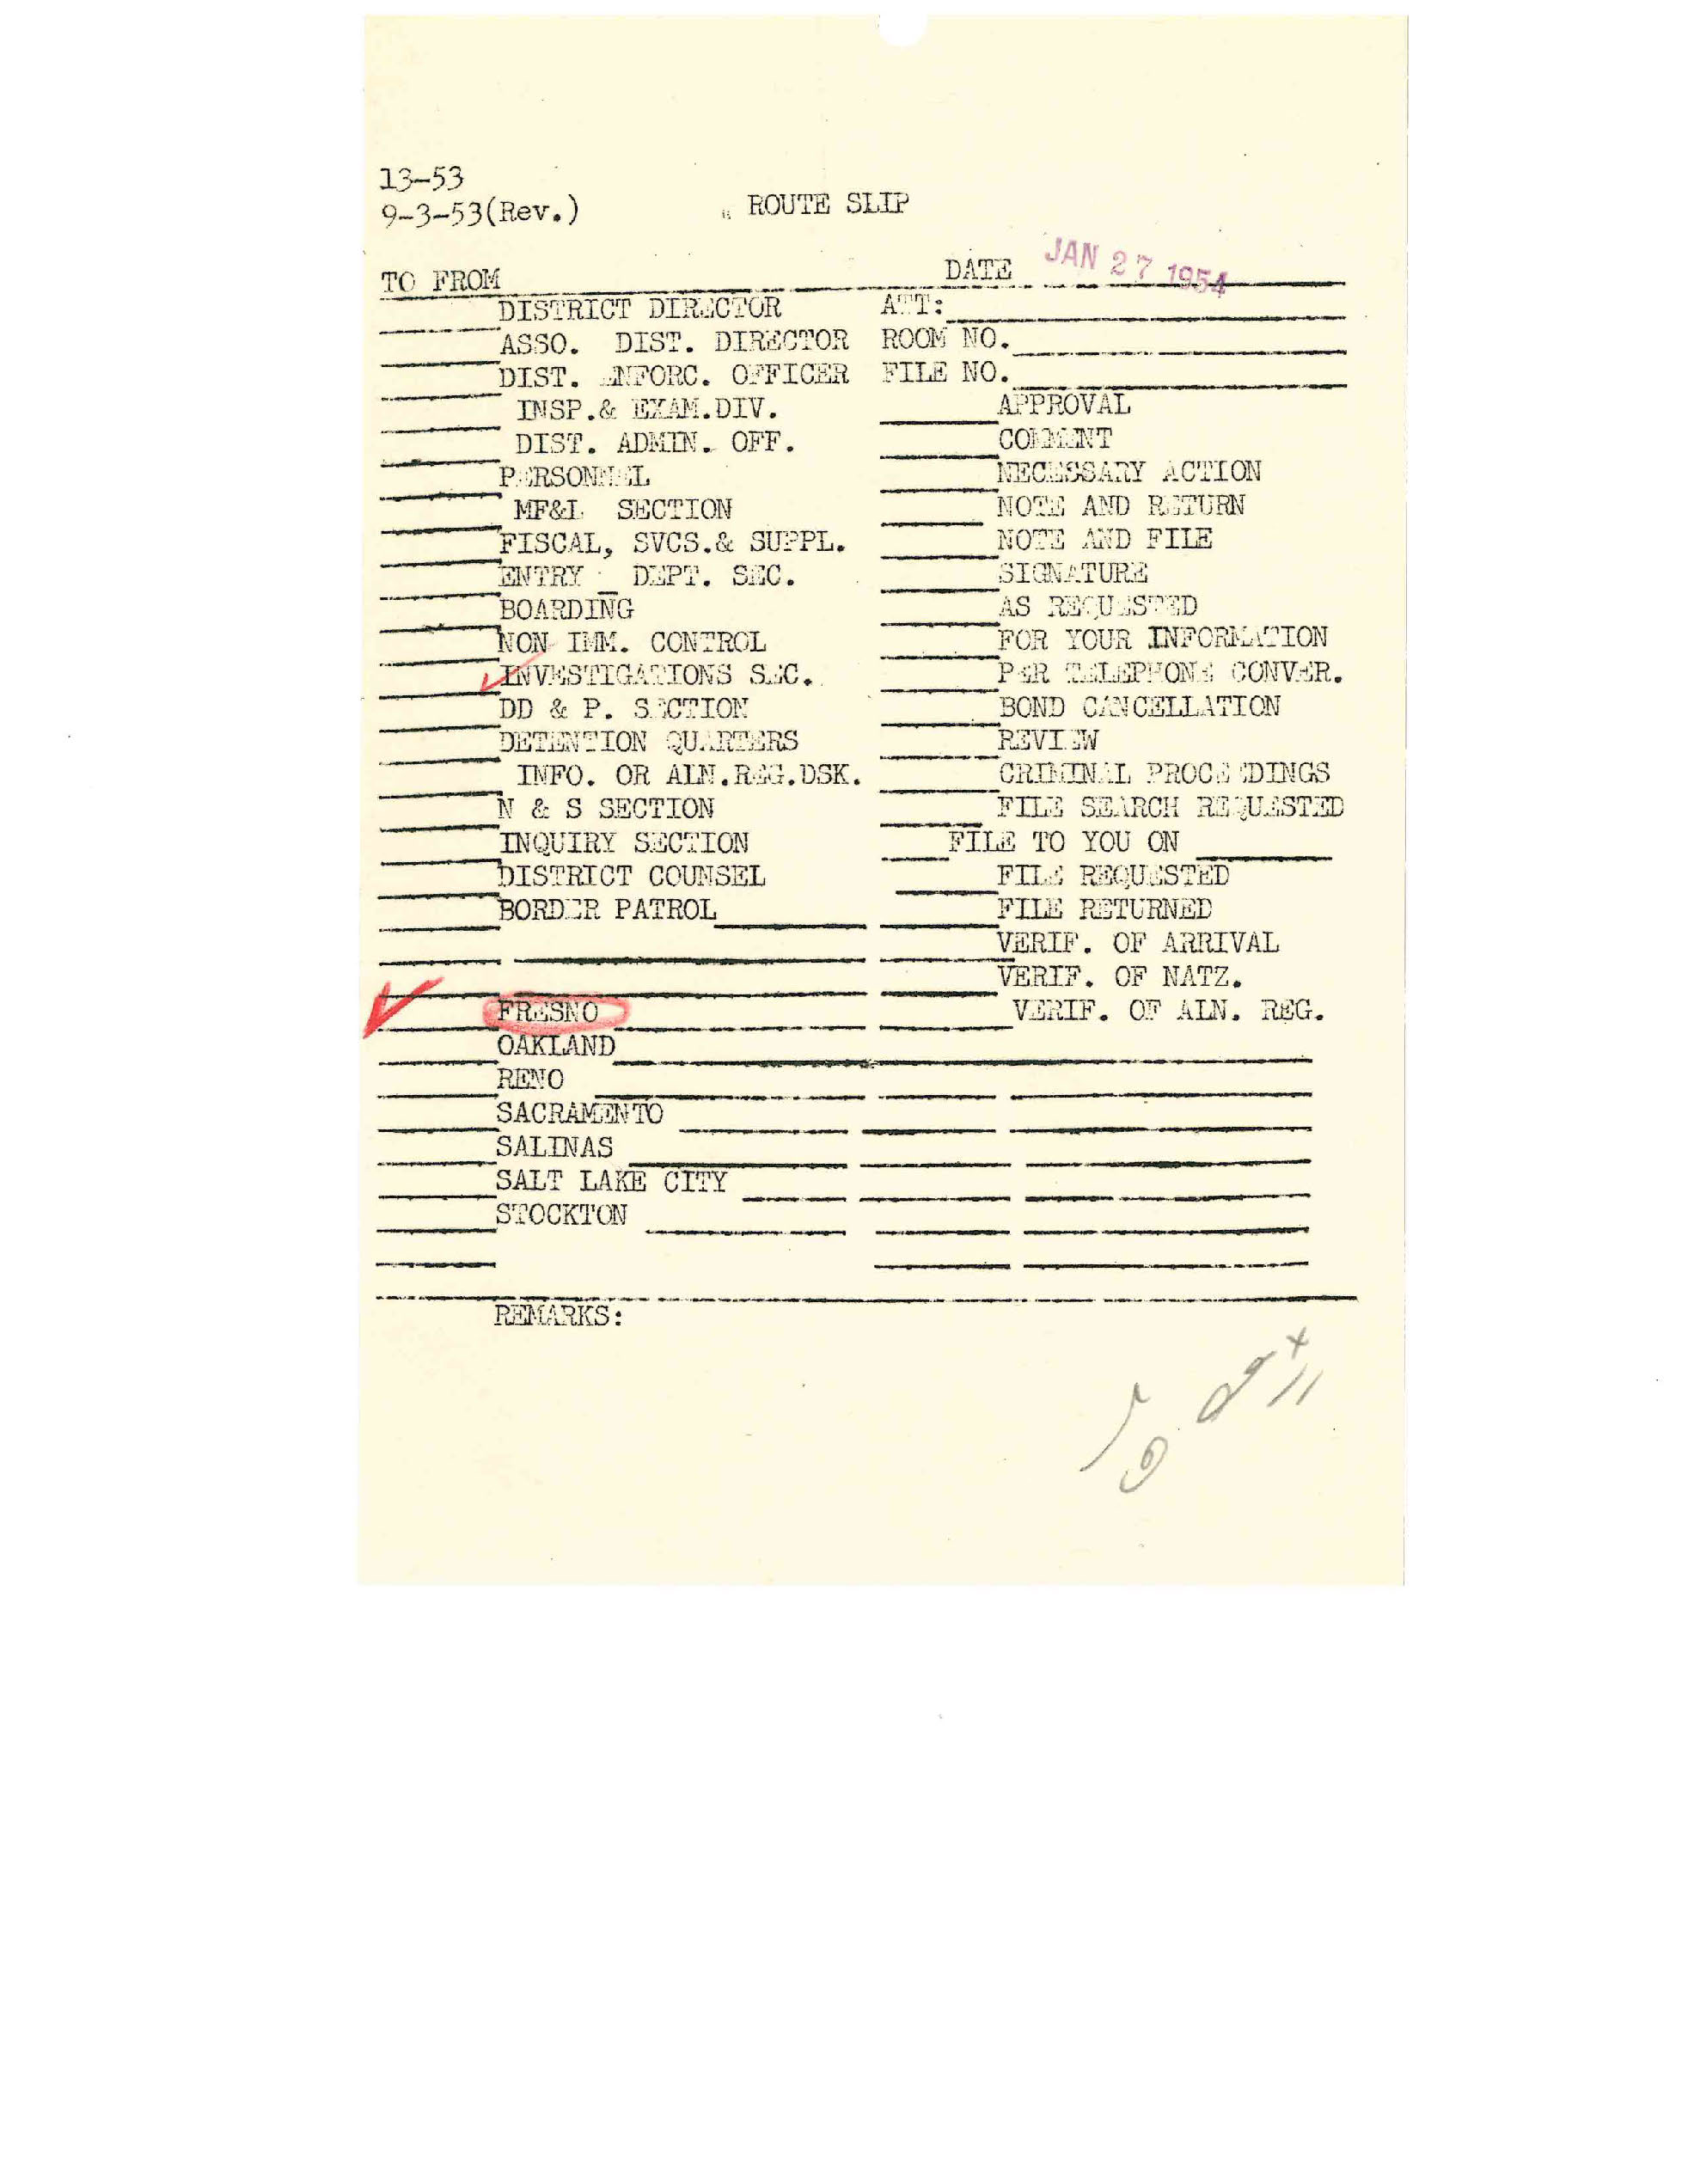 13-53
9-3-53(Rev.)
ROUTE SLIP
TO FROM
DATE JAN 27 1954
DISTRICT DIRECTOR ATT:
ASSO. DIST. DIRECTOR ROOM NO.
DIST. ENFORC. OFFICER FILE NO.
INSP.& EXAM.DIV. APPROVAL
DIST. ADMIN. OFF. COMMENT
PERSONNEL NECESSARY ACTION
MF&L SECTION NOTE AND RETURN
FISCAL, SVCS.& SUPPL. NOTE AND FILE
ENTRY _ DEPT. SEC. SIGNATURE
BOARDING AS REQUESTED
NON IMM. CONTROL FOR YOUR INFORMATION
INVESTIGATIONS SEC. PER TELEPHONE CONVER.
DD & P. SECTION BOND CANCELLATION
DETENTION QUARTERS REVIEW
INFO. OR ALN.REG.DSK. CRIMINAL PROCEEDINGS
N & S SECTION FILE SEARCH REQUESTED
INQUIRY SECTION FILE TO YOU ON
DISTRICT COUNSEL FILE REQUESTED
BORDER PATROL FILE RETURNED
VERIF. OF ARRIVAL
VERIF. OF NATZ.
FRESNO VERIF. OF ALN. REG.
OAKLAND
RENO
SACRAMENTO
SALINAS
SALT LAKE CITY
STOCKTON
REMARKS: